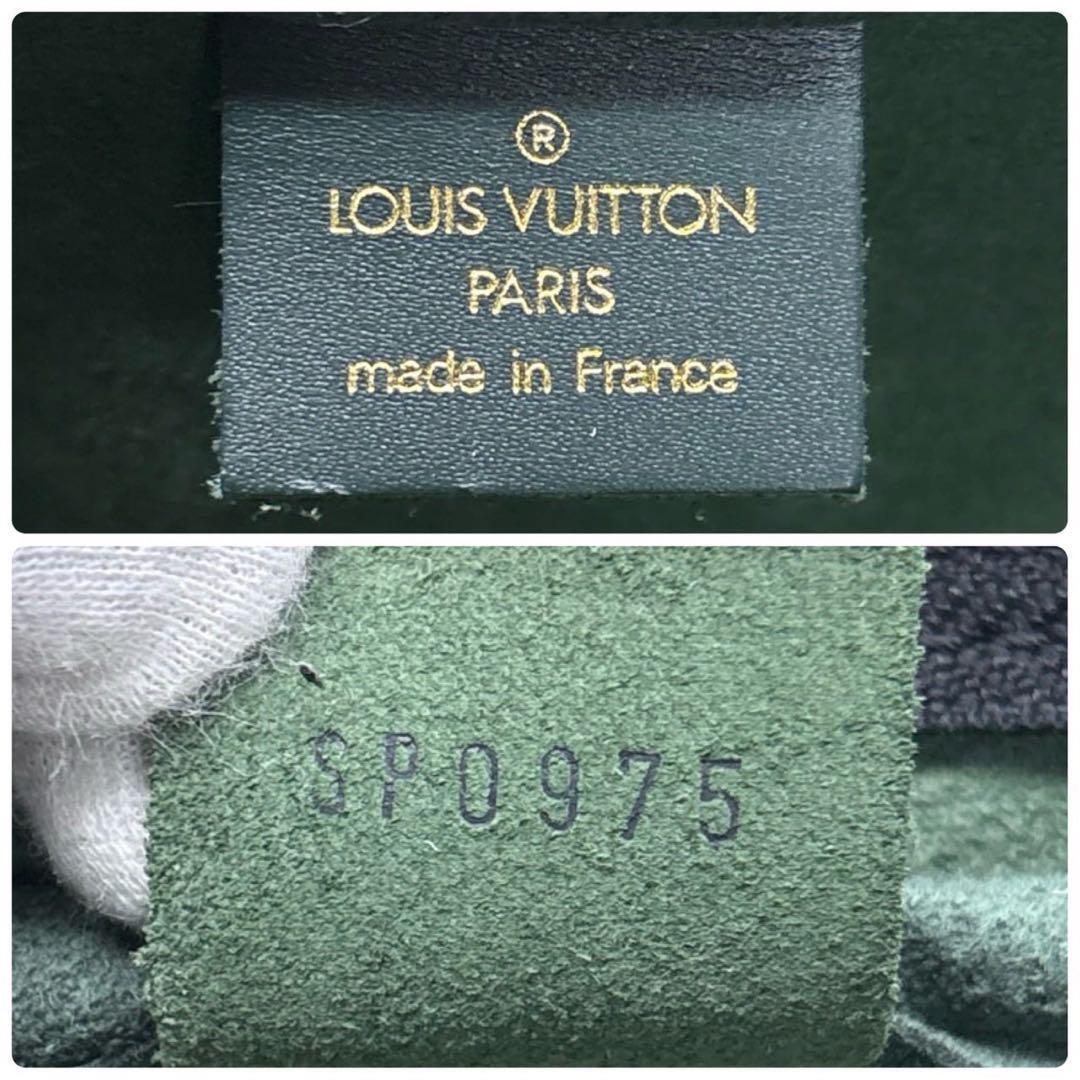 ®
LOUIS VUITTON
PARIS
made in France
SP0975